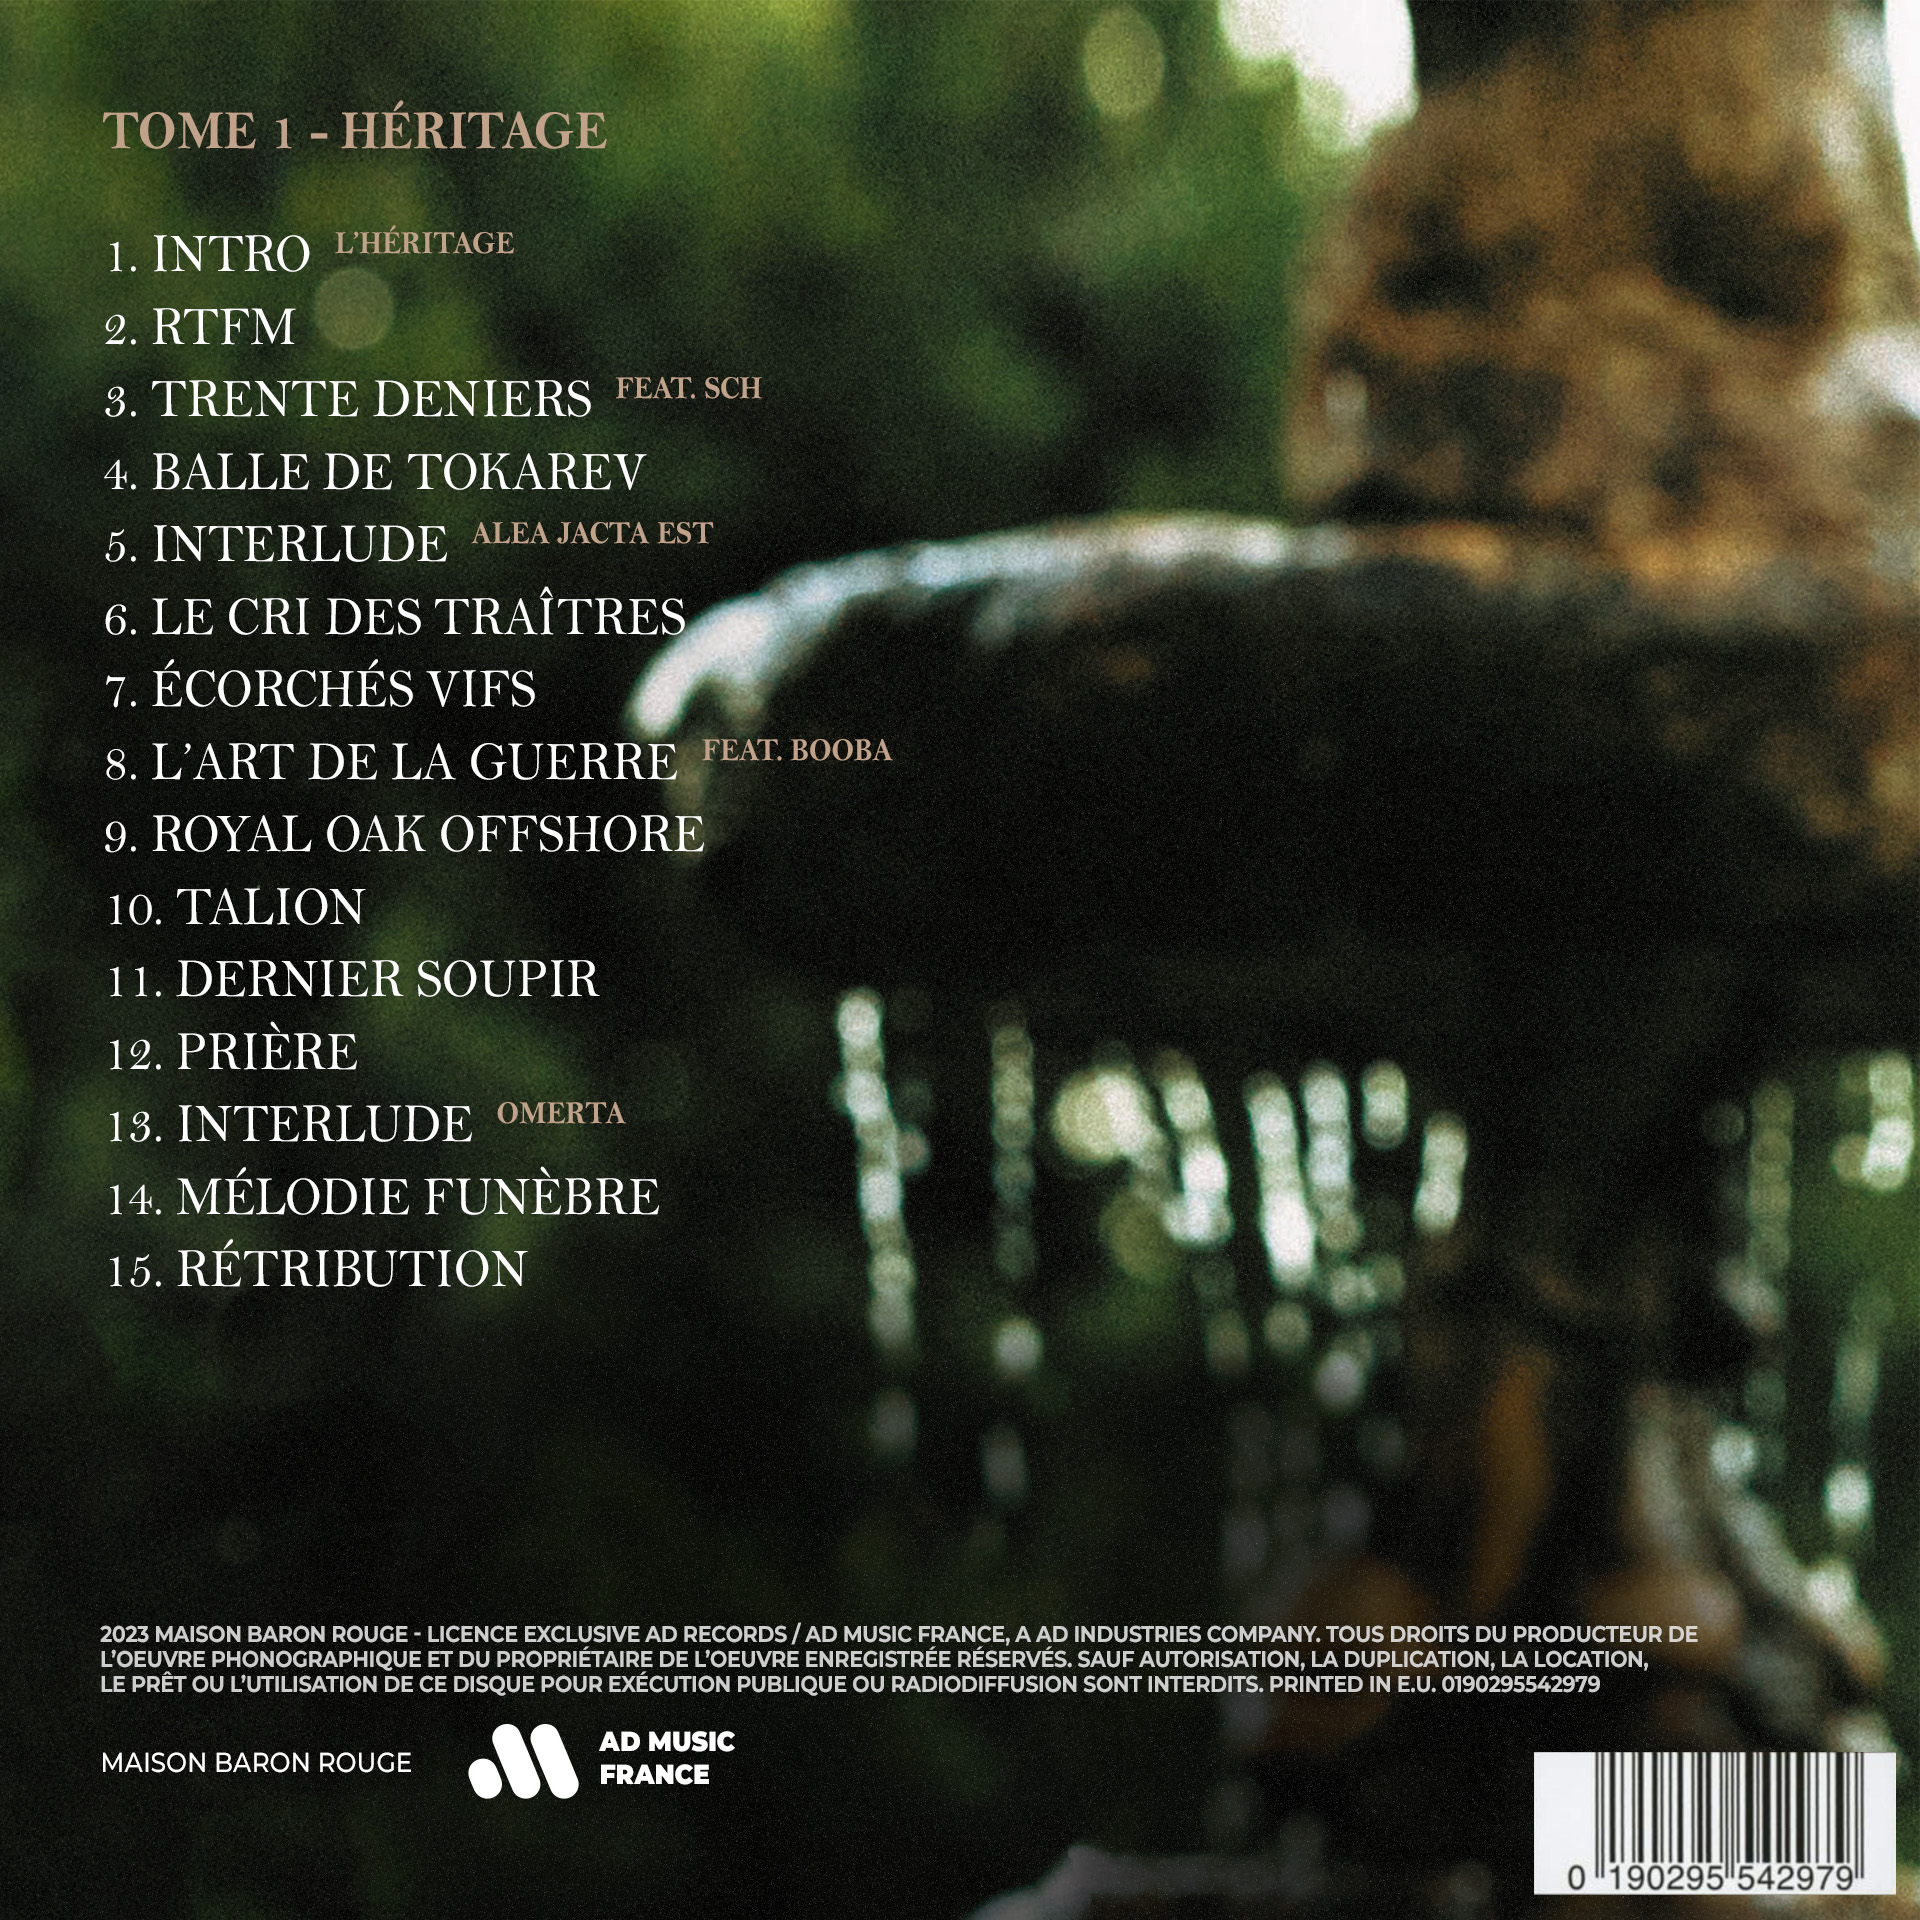 TOME 1 - HÉRITAGE
1. INTRO L’HÉRITAGE
2. RTFM
3. TRENTE DENIERS FEAT. SCH
4. BALLE DE TOKAREV
5. INTERLUDE ALEA JACTA EST
6. LE CRI DES TRAÎTRES
7. ÉCORCHÉS VIFS
8. L’ART DE LA GUERRE FEAT. BOOBA
9. ROYAL OAK OFFSHORE
10. TALION
11. DERNIER SOUPIR
12. PRIÈRE
13. INTERLUDE OMERTA
14. MÉLODIE FUNÈBRE
15. RÉTRIBUTION
2023 MAISON BARON ROUGE - LICENCE EXCLUSIVE AD RECORDS / AD MUSIC FRANCE, A AD INDUSTRIES COMPANY. TOUS DROITS DU PRODUCTEUR DE
L’OEUVRE PHONOGRAPHIQUE ET DU PROPRIÉTAIRE DE L’OEUVRE ENREGISTRÉE RÉSERVÉS. SAUF AUTORISATION, LA DUPLICATION, LA LOCATION,
LE PRÊT OU L’UTILISATION DE CE DISQUE POUR EXÉCUTION PUBLIQUE OU RADIODIFFUSION SONT INTERDITS. PRINTED IN E.U. 0190295542979
MAISON BARON ROUGE
AD MUSIC
FRANCE
0 190295 542979